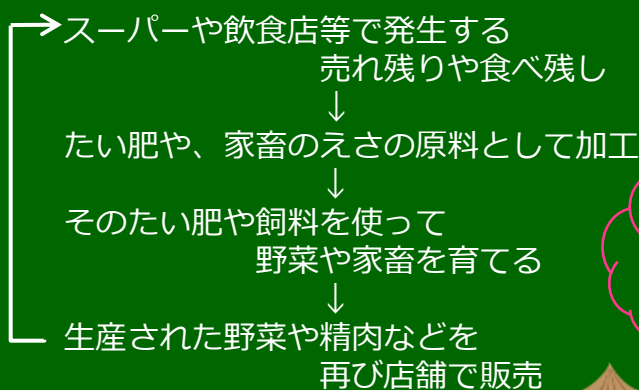 スーパーや飲食店等で発生する
売れ残りや食べ残し
↓
たい肥や、家畜のえさの原料として加工
↓
そのたい肥や飼料を使って
野菜や家畜を育てる
↓
生産された野菜や精肉などを
再び店舗で販売